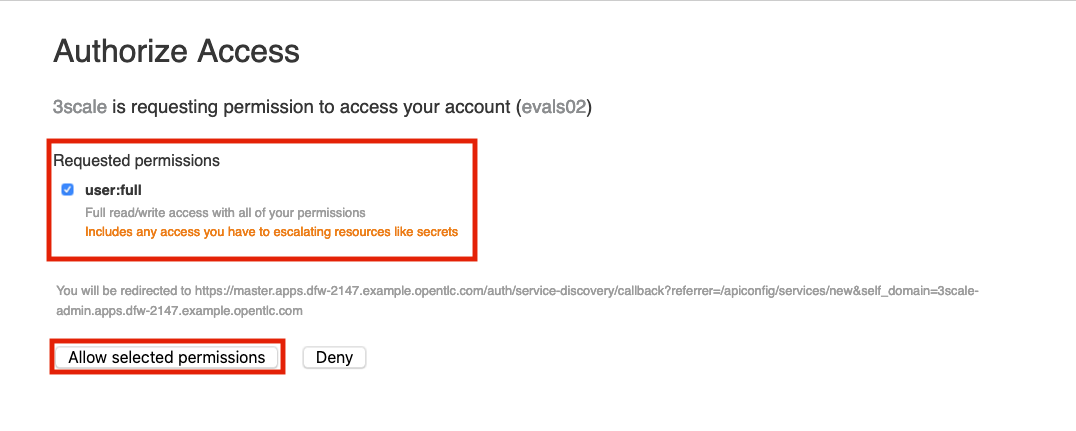 Authorize Access
3scale is requesting permission to access your account (evals02)
Requested permissions
user:full
Full read/write access with all of your permissions
Includes any access you have to escalating resources like secrets
You will be redirected to https://master.apps.dfw-2147.example.opentlc.com/auth/service-discovery/callback?referrer=/apiconfig/services/new&self_domain=3scale-
admin.apps.dfw-2147.example.opentlc.com
Allow selected permissions Deny